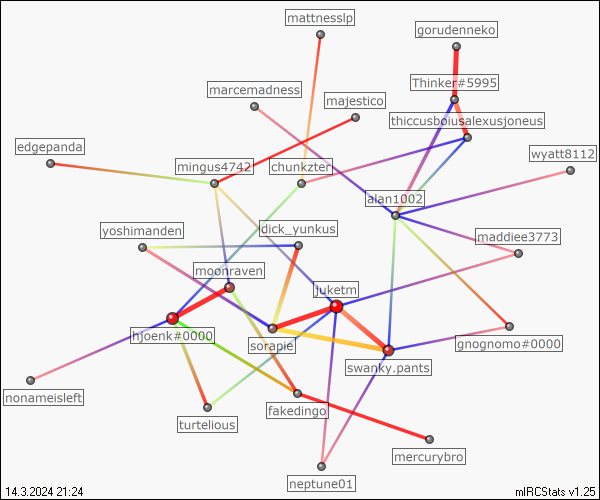 mattnesslp
gorudenneko
Thinker#5995
marcemadness
majestico
thiccusboiusalexusjoneus
edgepanda
mingus4742
chunkzter
wyatt8112
alan1002
yoshimanden
dick_yunkus
maddiee3773
moonraven
juketm
hjoenk#0000
sorapie
gnognomo#0000
swanky.pants
nonameisleft
turtelious
fakedingo
mercurybro
neptune01
14.3.2024 21:24
mIRCStats v1.25